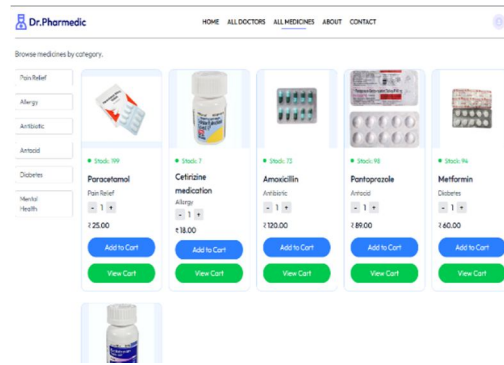 Dr.Pharmedic
HOME ALL DOCTORS ALL MEDICINES ABOUT CONTACT
Browse medicines by category.
Pain Relief
Allergy
Antibiotic
Antacid
Diabetes
Mental
Health
Stock: 199
Paracetamol
Pain Relief
- 1 +
₹ 25.00
Add to Cart
View Cart
Stock: 7
Cetirizine
medication
Allergy
- 1 +
₹ 18.00
Add to Cart
View Cart
Stock: 72
Amoxicillin
Antibiotic
- 1 +
₹ 120.00
Add to Cart
View Cart
Stock: 98
Pantoprazole
Antacid
- 1 +
₹ 89.00
Add to Cart
View Cart
Stock: 94
Metformin
Diabetes
- 1 +
₹ 60.00
Add to Cart
View Cart